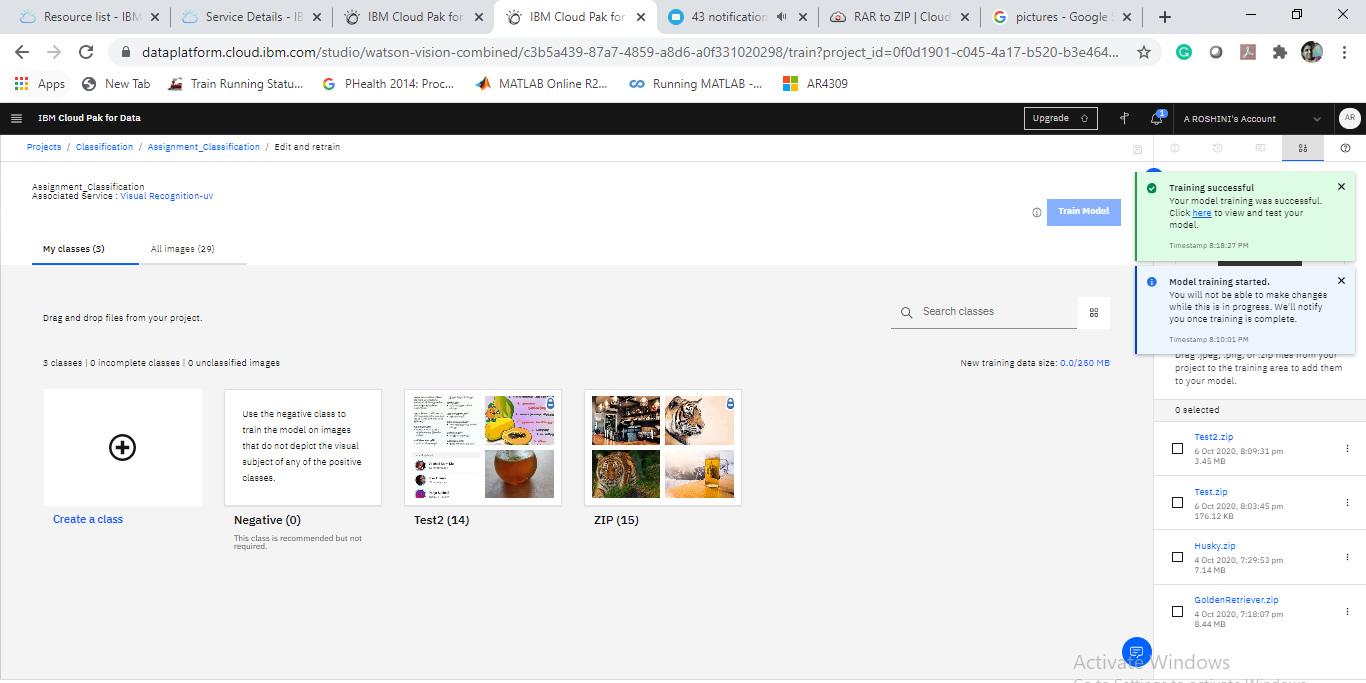 Resource list - IBM
Service Details - IB
IBM Cloud Pak for
IBM Cloud Pak for
43 notification
RAR to ZIP | Cloud
pictures - Google S
dataplatform.cloud.ibm.com/studio/watson-vision-combined/c3b5a439-87a7-4859-a8d6-a0f331020298/train?project_id=0f0d1901-c045-4a17-b520-b3e464...
Apps
New Tab
Train Running Statu...
PHealth 2014: Proc...
MATLAB Online R2...
Running MATLAB -...
AR4309
IBM Cloud Pak for Data
Upgrade
1
A ROSHINI's Account
AR
Projects / Classification / Assignment_Classification / Edit and retrain
Assignment_Classification
Associated Service : Visual Recognition-uv
Train Model
My classes (3)
All images (29)
Training successful
Your model training was successful.
Click here to view and test your
model.
Timestamp 8:18:27 PM
Model training started.
You will not be able to make changes
while this is in progress. We'll notify
you once training is complete.
Timestamp 8:10:01 PM
Drag and drop files from your project.
Search classes
3 classes | 0 incomplete classes | 0 unclassified images
New training data size: 0.0/250 MB
Create a class
Use the negative class to
train the model on images
that do not depict the visual
subject of any of the positive
classes.
Negative (0)
This class is recommended but not
required.
Test2 (14)
ZIP (15)
Drag .jpeg, .png, or .zip files from your
project to the training area to add them
to your model.
0 selected
Test2.zip
6 Oct 2020, 8:09:31 pm
3.45 MB
Test.zip
6 Oct 2020, 8:03:45 pm
176.12 KB
Husky.zip
4 Oct 2020, 7:29:53 pm
7.14 MB
GoldenRetriever.zip
4 Oct 2020, 7:18:07 pm
8.44 MB
Activate Windows
Go to Settings to activate Windows.